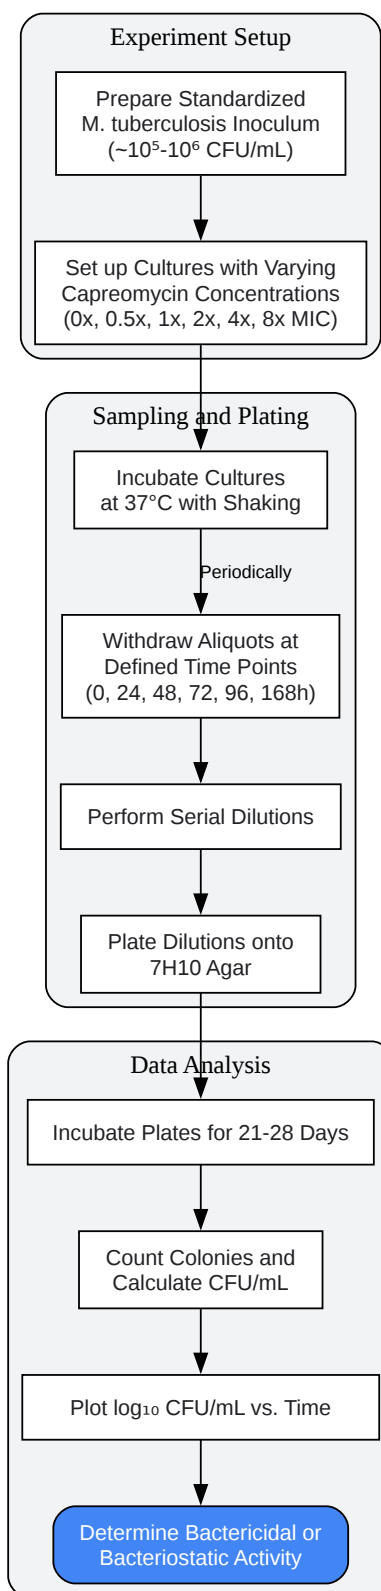 Experiment Setup
Prepare Standardized
M. tuberculosis Inoculum
(~10⁵-10⁶ CFU/mL)
Set up Cultures with Varying
Capreomycin Concentrations
(0x, 0.5x, 1x, 2x, 4x, 8x MIC)
Sampling and Plating
Incubate Cultures
at 37°C with Shaking
Periodically
Withdraw Aliquots at
Defined Time Points
(0, 24, 48, 72, 96, 168h)
Perform Serial Dilutions
Plate Dilutions onto
7H10 Agar
Data Analysis
Incubate Plates for 21-28 Days
Count Colonies and
Calculate CFU/mL
Plot log₁₀ CFU/mL vs. Time
Determine Bactericidal or
Bacteriostatic Activity